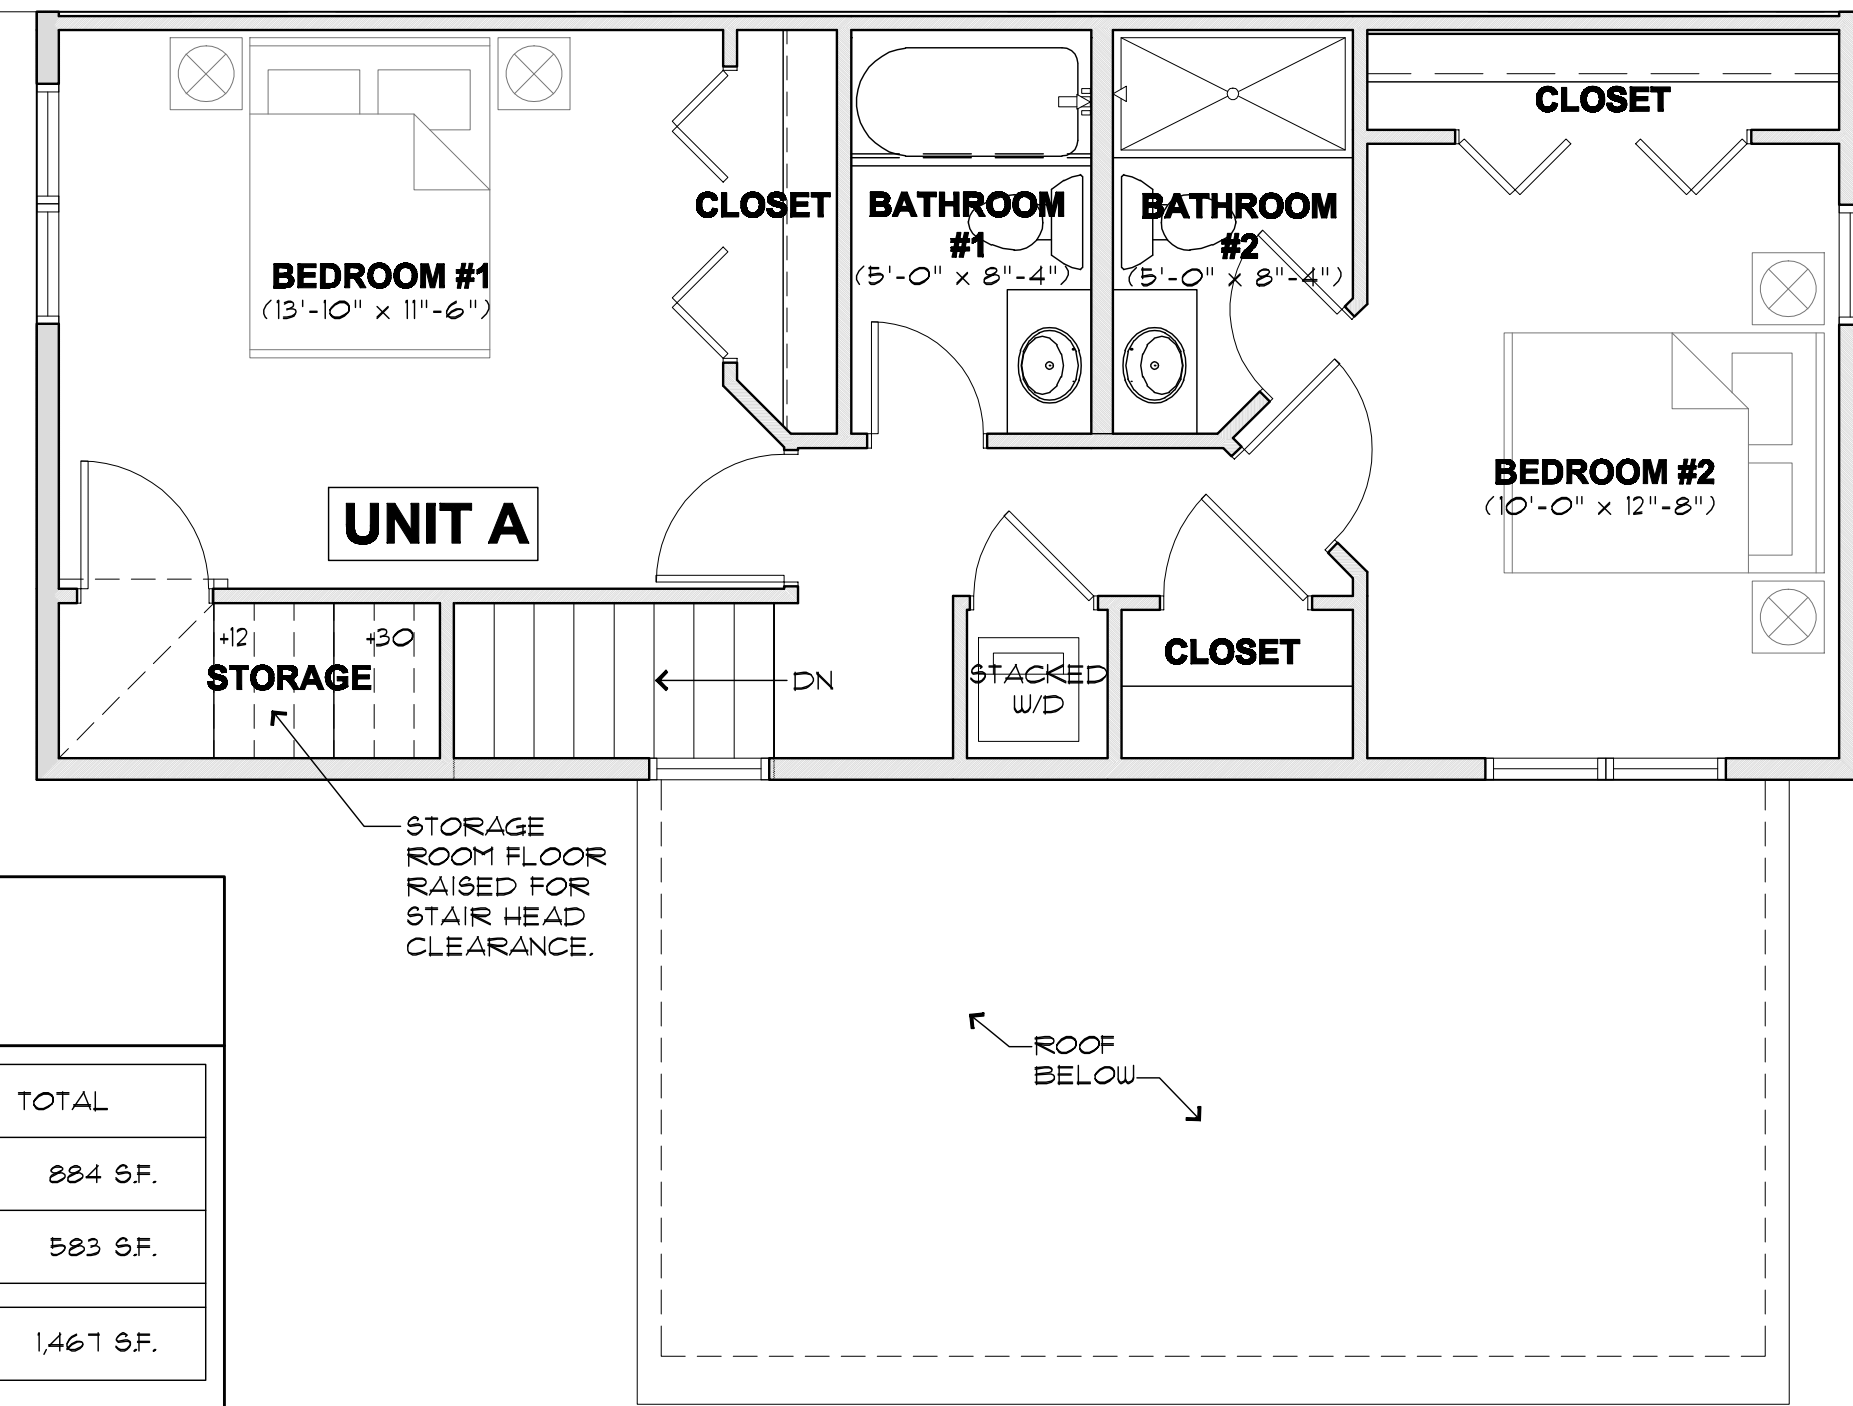 CLOSET
CLOSET
BATHROOM
#1
(5'-0" x 8"-4")
BATHROOM
#2
(5'-0" x 8"-4")
BEDROOM #1
(13'-10" x 11"-6")
BEDROOM #2
(10'-0" x 12"-8")
UNIT A
+12
+30
STORAGE
DN
STACKED
W/D
CLOSET
STORAGE
ROOM FLOOR
RAISED FOR
STAIR HEAD
CLEARANCE.
ROOF
BELOW
TOTAL
884 S.F.
583 S.F.
1,467 S.F.